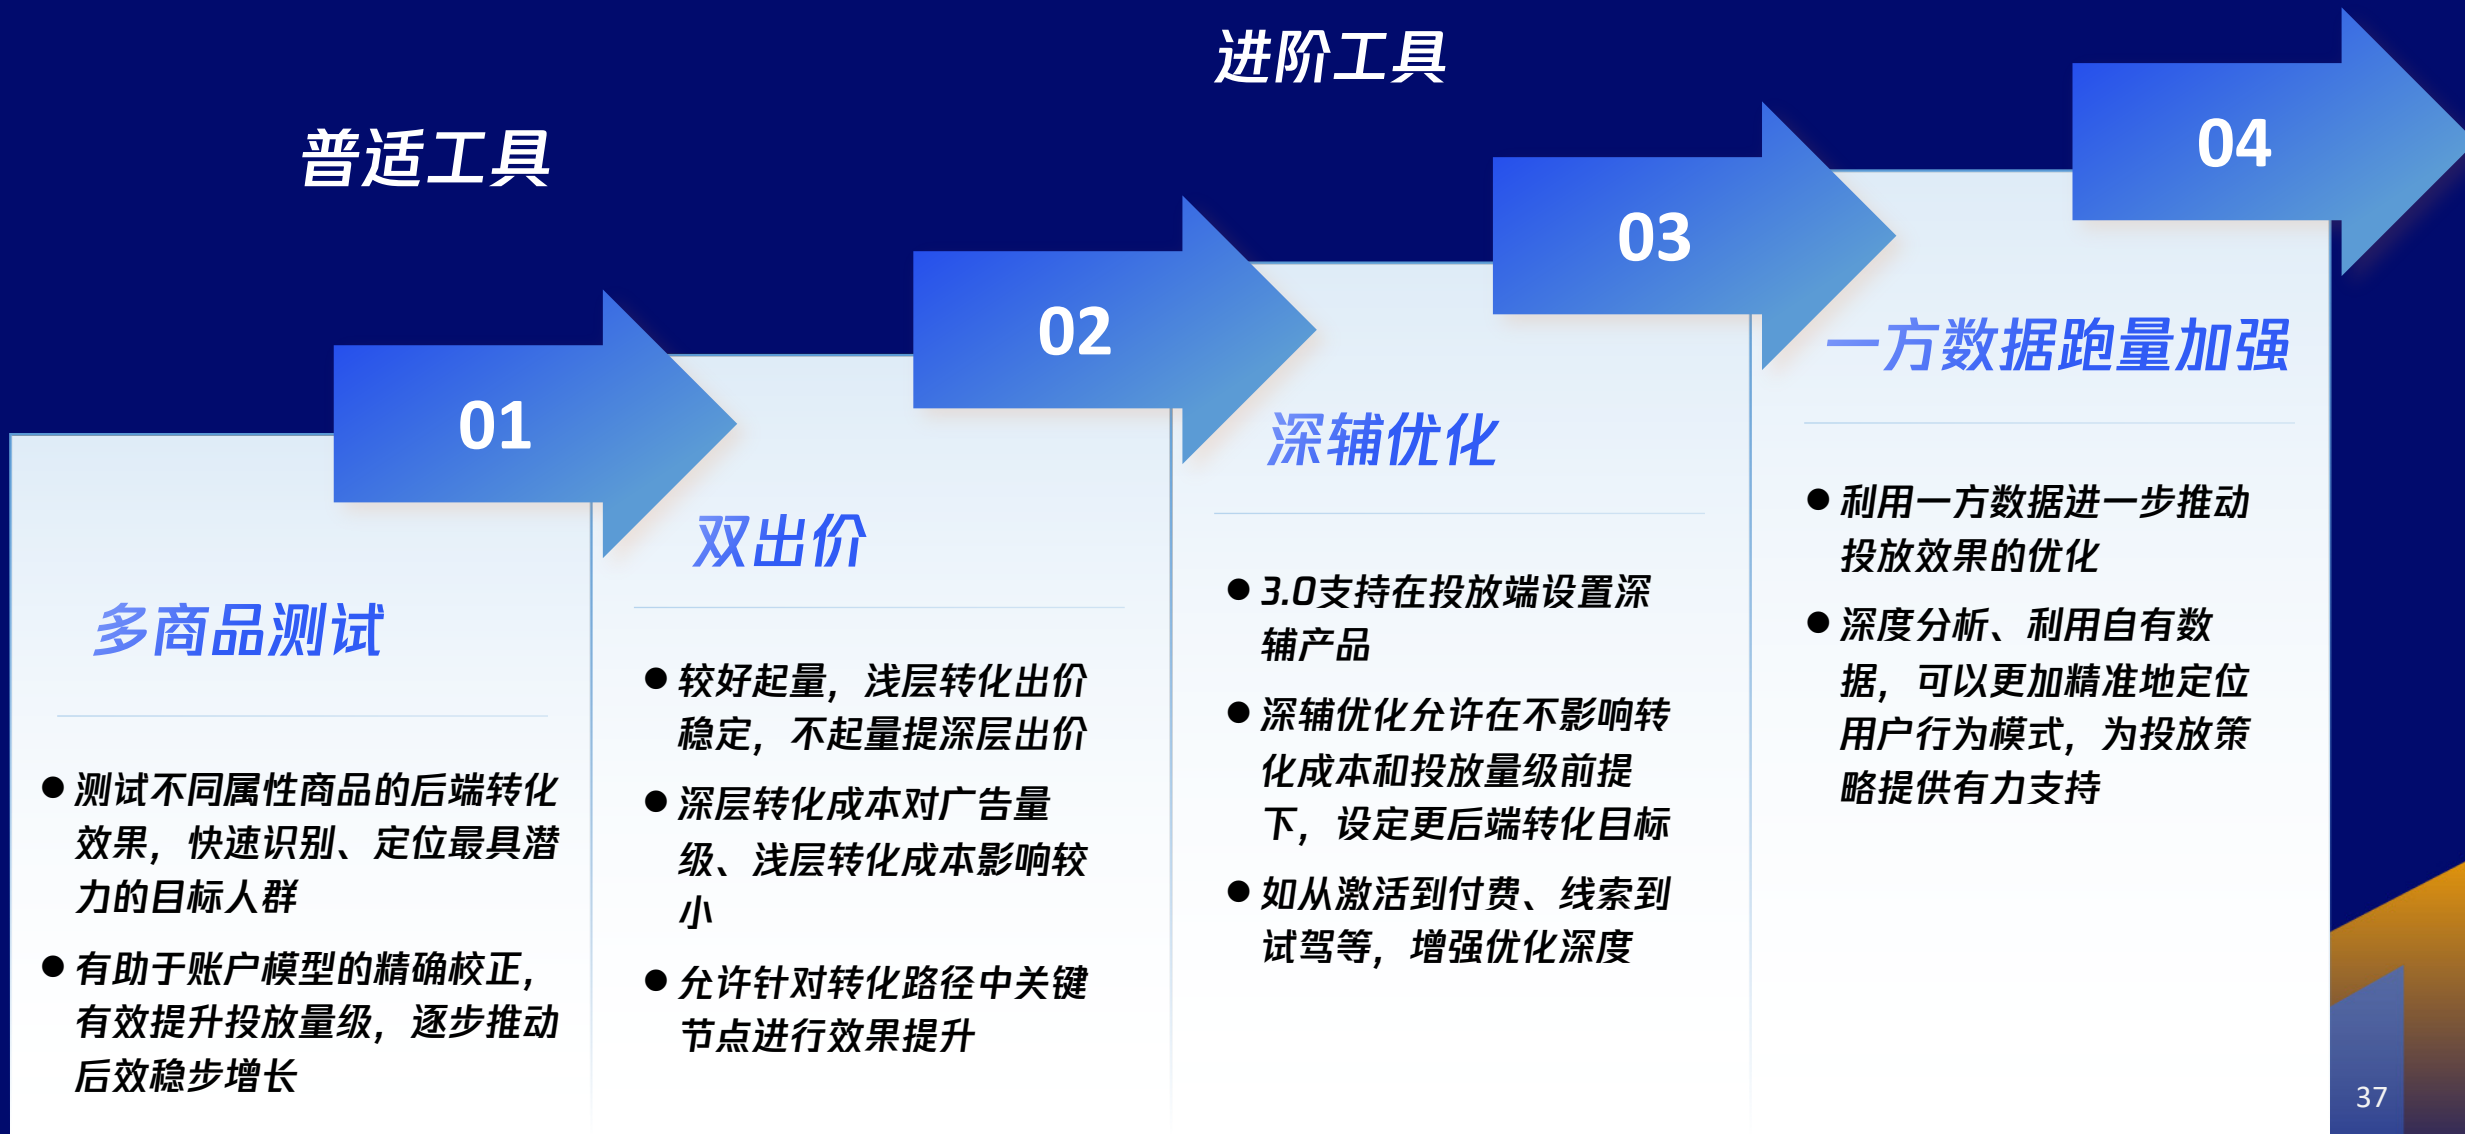 普适工具
进阶工具
01
多商品测试
● 测试不同属性商品的后端转化
效果，快速识别、定位最具潜
力的目标人群
● 有助于账户模型的精确校正，
有效提升投放量级，逐步推动
后效稳步增长
02
双出价
● 较好起量，浅层转化出价
稳定，不起量提深层出价
● 深层转化成本对广告量
级、浅层转化成本影响较
小
● 允许针对转化路径中关键
节点进行效果提升
03
深辅优化
● 3.0支持在投放端设置深
辅产品
● 深辅优化允许在不影响转
化成本和投放量级前提
下，设定更后端转化目标
● 如从激活到付费、线索到
试驾等，增强优化深度
04
一方数据跑量加强
● 利用一方数据进一步推动
投放效果的优化
● 深度分析、利用自有数
据，可以更加精准地定位
用户行为模式，为投放策
略提供有力支持
37